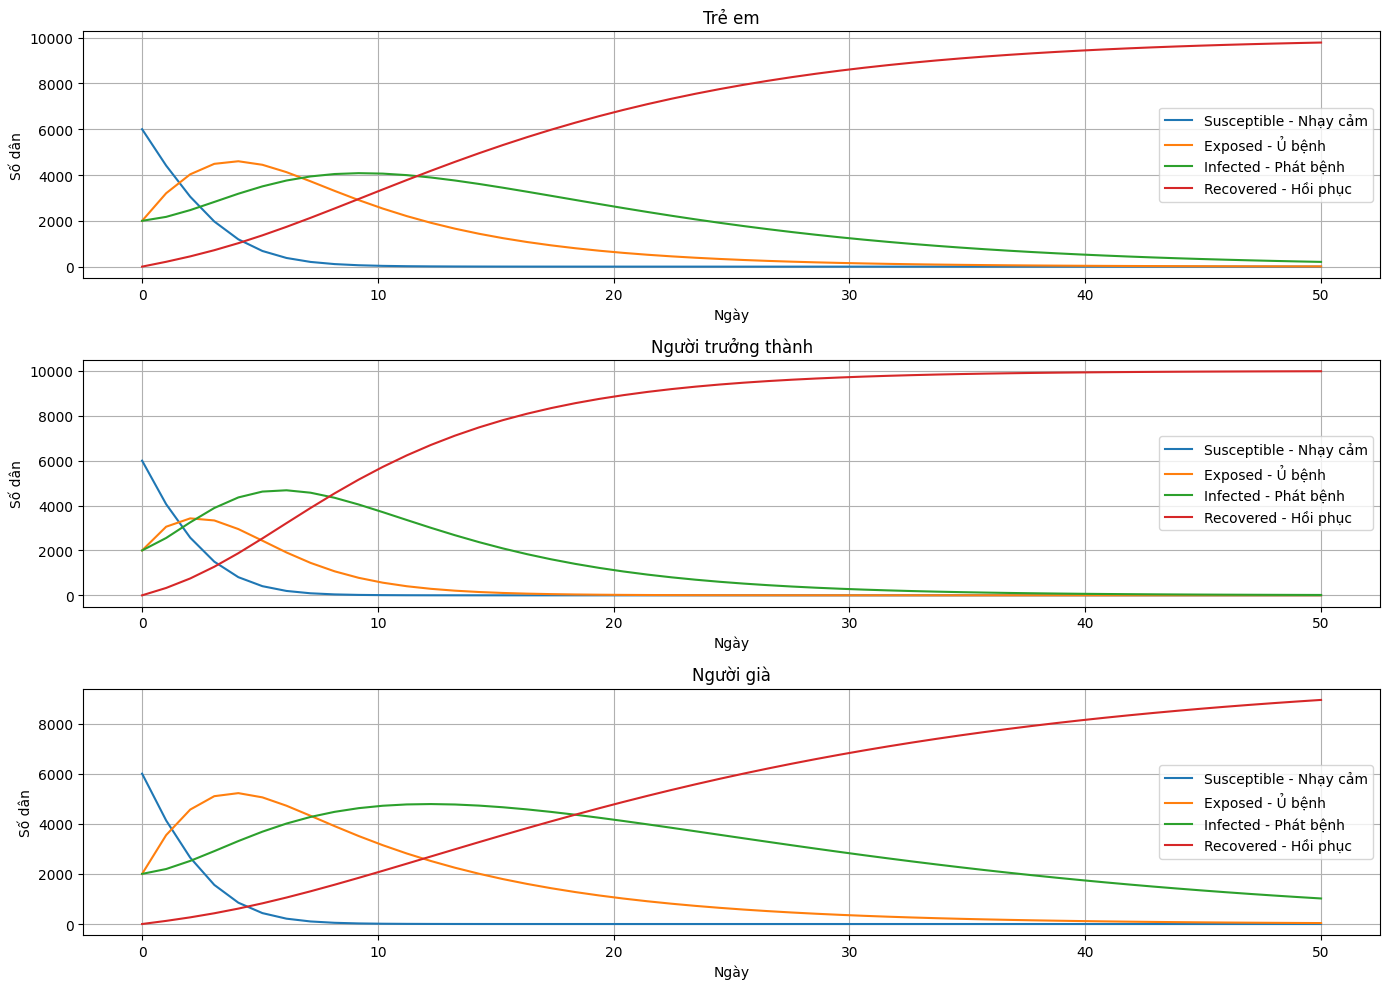 Trẻ em
10000
8000
6000
4000
2000
0
Số dân
Susceptible - Nhạy cảm
Exposed - Ủ bệnh
Infected - Phát bệnh
Recovered - Hồi phục
0 10 20 30 40 50
Ngày
Người trưởng thành
10000
8000
6000
4000
2000
0
Số dân
Susceptible - Nhạy cảm
Exposed - Ủ bệnh
Infected - Phát bệnh
Recovered - Hồi phục
0 10 20 30 40 50
Ngày
Người già
8000
6000
4000
2000
0
Số dân
Susceptible - Nhạy cảm
Exposed - Ủ bệnh
Infected - Phát bệnh
Recovered - Hồi phục
0 10 20 30 40 50
Ngày